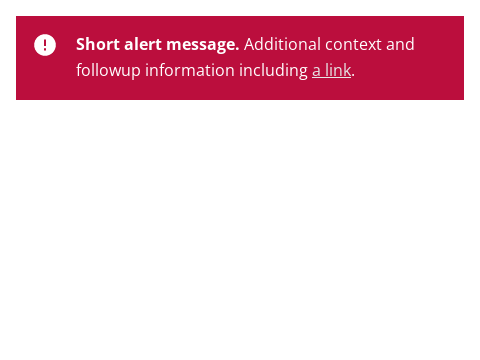 Short alert message. Additional context and
followup information including a link.